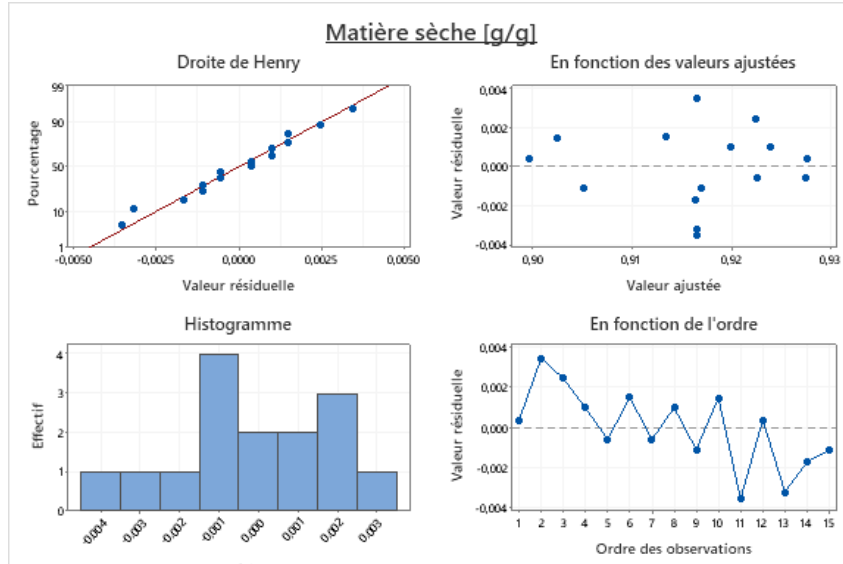 Matière sèche [g/g]
Droite de Henry
Pourcentage
99
90
50
10
1
-0,0050
-0,0025
0,0000
0,0025
0,0050
Valeur résiduelle
En fonction des valeurs ajustées
Valeur résiduelle
0,004
0,002
0,000
-0,002
-0,004
0,90
0,91
0,92
0,93
Valeur ajustée
Histogramme
Effectif
4
3
2
1
0
-0,004
-0,003
-0,002
-0,001
0,000
0,001
0,002
0,003
En fonction de l'ordre
Valeur résiduelle
0,004
0,002
0,000
-0,002
-0,004
1 2 3 4 5 6 7 8 9 10 11 12 13 14 15
Ordre des observations